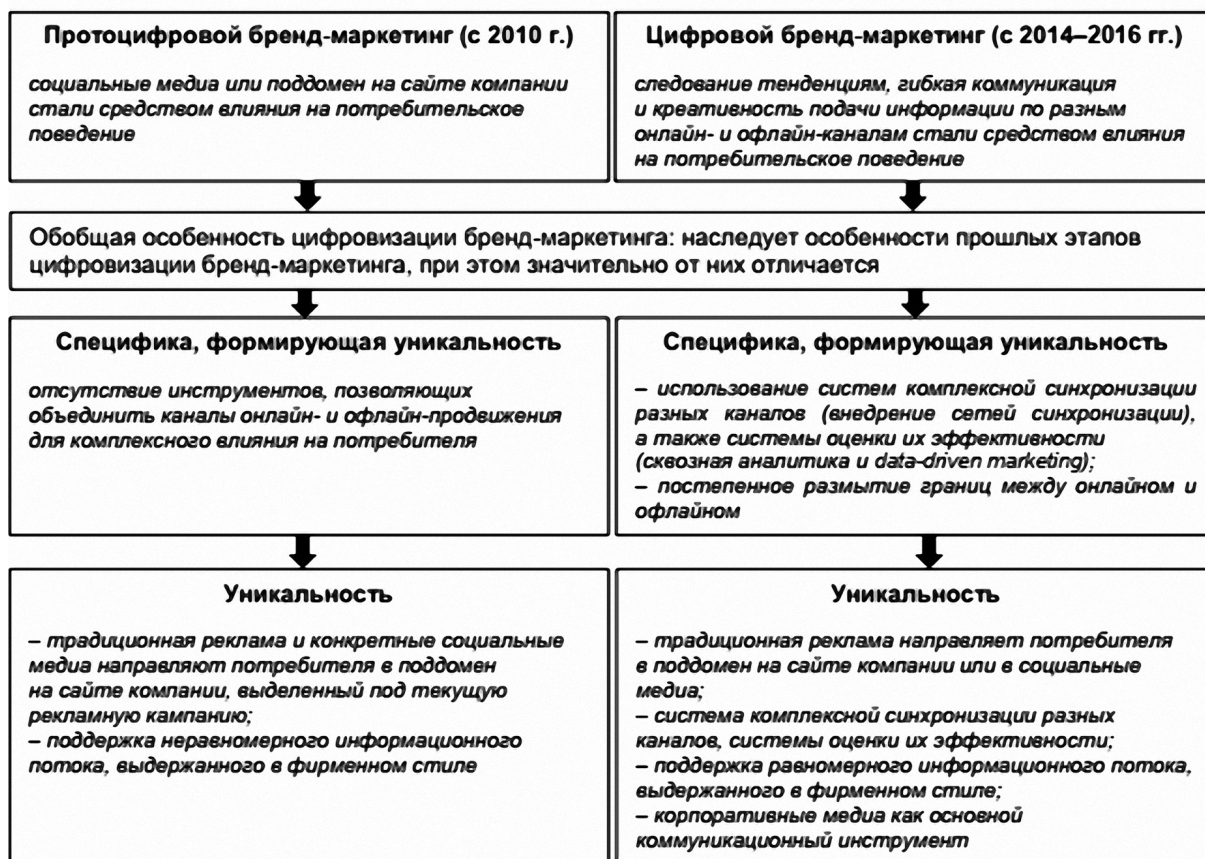 Протоцифровой бренд-маркетинг (с 2010 г.)
социальные медиа или поддомен на сайте компании
стали средством влияния на потребительское
поведение
Цифровой бренд-маркетинг (с 2014–2016 гг.)
следование тенденциям, гибкая коммуникация
и креативность подачи информации по разным
онлайн- и офлайн-каналам стали средством влияния
на потребительское поведение
Обобщая особенность цифровизации бренд-маркетинга: наследует особенности прошлых этапов
цифровизации бренд-маркетинга, при этом значительно от них отличается
Специфика, формирующая уникальность
отсутствие инструментов, позволяющих
объединить каналы онлайн- и офлайн-продвижения
для комплексного влияния на потребителя
Специфика, формирующая уникальность
– использование систем комплексной синхронизации
разных каналов (внедрение сетей синхронизации),
а также системы оценки их эффективности
(сквозная аналитика и data-driven marketing);
– постепенное размытие границ между онлайном и
офлайном
Уникальность
– традиционная реклама и конкретные социальные
медиа направляют потребителя в поддомен
на сайте компании, выделенный под текущую
рекламную кампанию;
– поддержка неравномерного информационного
потока, выдержанного в фирменном стиле
Уникальность
– традиционная реклама направляет потребителя
в поддомен на сайте компании или в социальные
медиа;
– система комплексной синхронизации разных
каналов, системы оценки их эффективности;
– поддержка равномерного информационного потока,
выдержанного в фирменном стиле;
– корпоративные медиа как основной
коммуникационный инструмент